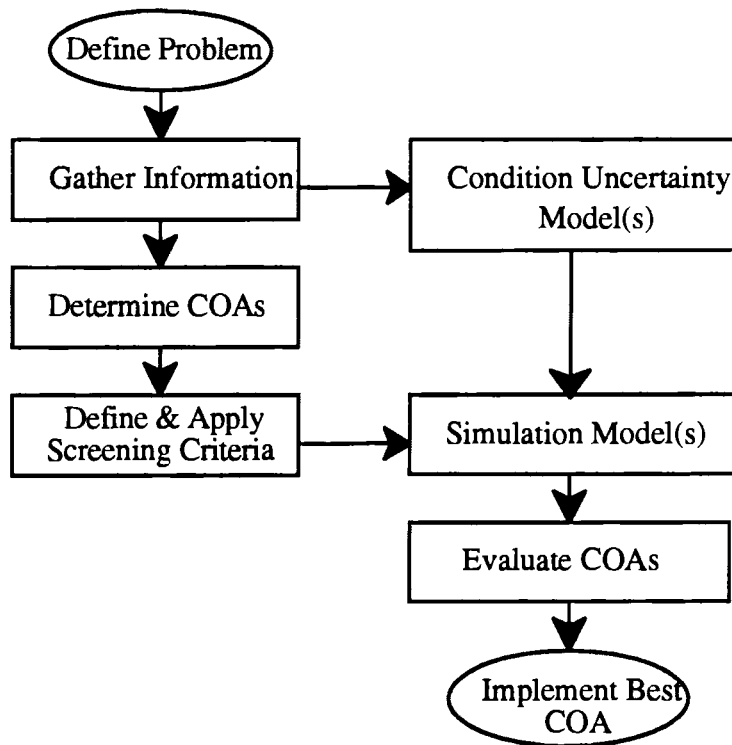 Define Problem
Gather Information
Condition Uncertainty
Model(s)
Determine COAs
Define & Apply
Screening Criteria
Simulation Model(s)
Evaluate COAs
Implement Best
COA